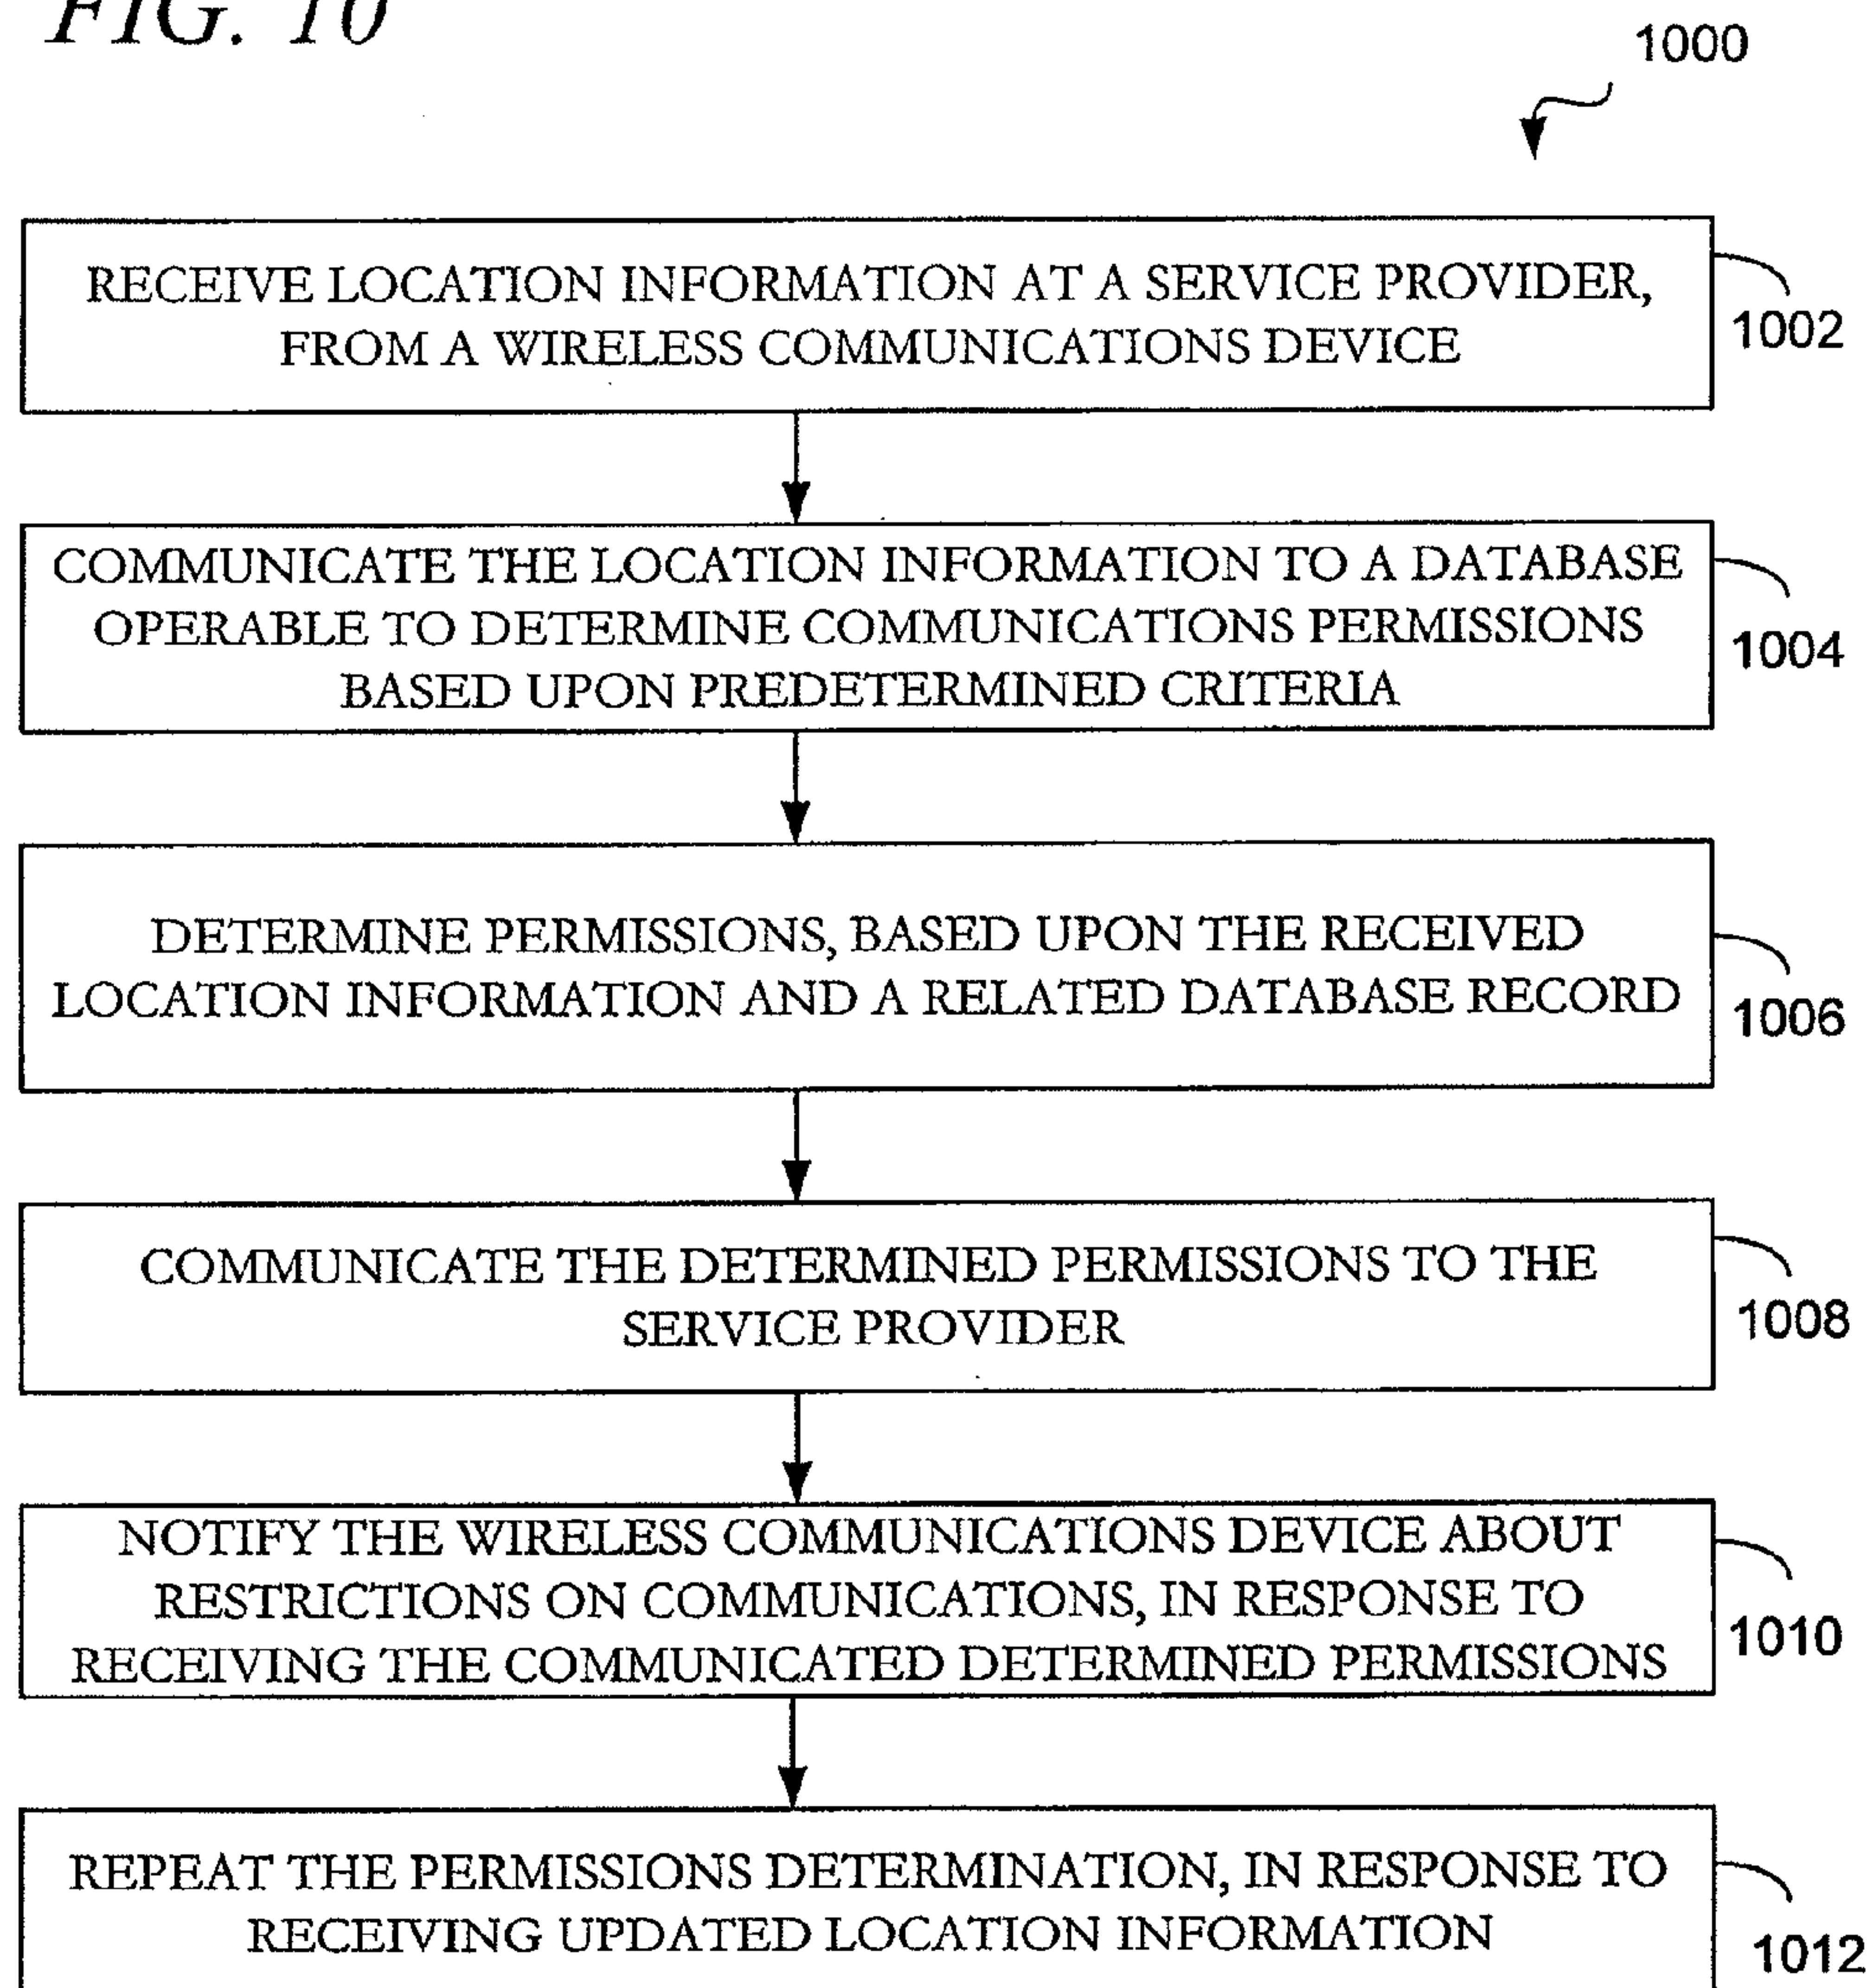 FIG. 10
1000
RECEIVE LOCATION INFORMATION AT A SERVICE PROVIDER,
FROM A WIRELESS COMMUNICATIONS DEVICE
1002
COMMUNICATE THE LOCATION INFORMATION TO A DATABASE
OPERABLE TO DETERMINE COMMUNICATIONS PERMISSIONS
BASED UPON PREDETERMINED CRITERIA
1004
DETERMINE PERMISSIONS, BASED UPON THE RECEIVED
LOCATION INFORMATION AND A RELATED DATABASE RECORD
1006
COMMUNICATE THE DETERMINED PERMISSIONS TO THE
SERVICE PROVIDER
1008
NOTIFY THE WIRELESS COMMUNICATIONS DEVICE ABOUT
RESTRICTIONS ON COMMUNICATIONS, IN RESPONSE TO
RECEIVING THE COMMUNICATED DETERMINED PERMISSIONS
1010
REPEAT THE PERMISSIONS DETERMINATION, IN RESPONSE TO
RECEIVING UPDATED LOCATION INFORMATION
1012